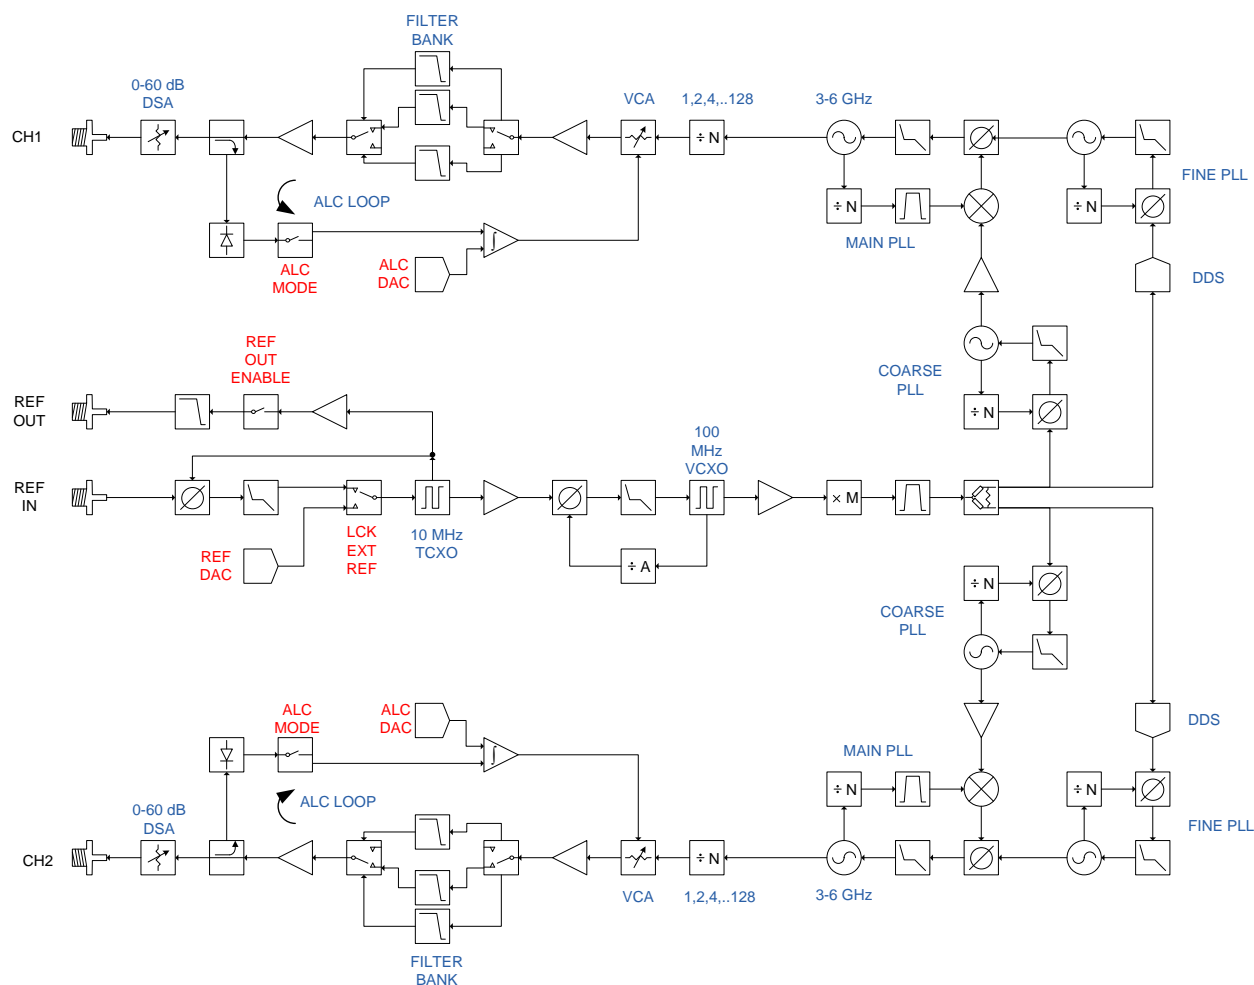 FILTER
BANK
0-60 dB
DSA
VCA
1,2,4,..128
3-6 GHz
CH1
÷ N
FINE PLL
ALC LOOP
÷ N
÷ N
MAIN PLL
ALC
MODE
ALC
DAC
DDS
REF
OUT
ENABLE
COARSE
PLL
REF
OUT
÷ N
100
MHz
VCXO
REF
IN
× M
LCK
EXT
REF
10 MHz
TCXO
REF
DAC
÷ A
÷ N
COARSE
PLL
ALC
MODE
ALC
DAC
DDS
MAIN PLL
÷ N
÷ N
ALC LOOP
0-60 dB
DSA
FINE PLL
CH2
÷ N
VCA
1,2,4,..128
3-6 GHz
FILTER
BANK